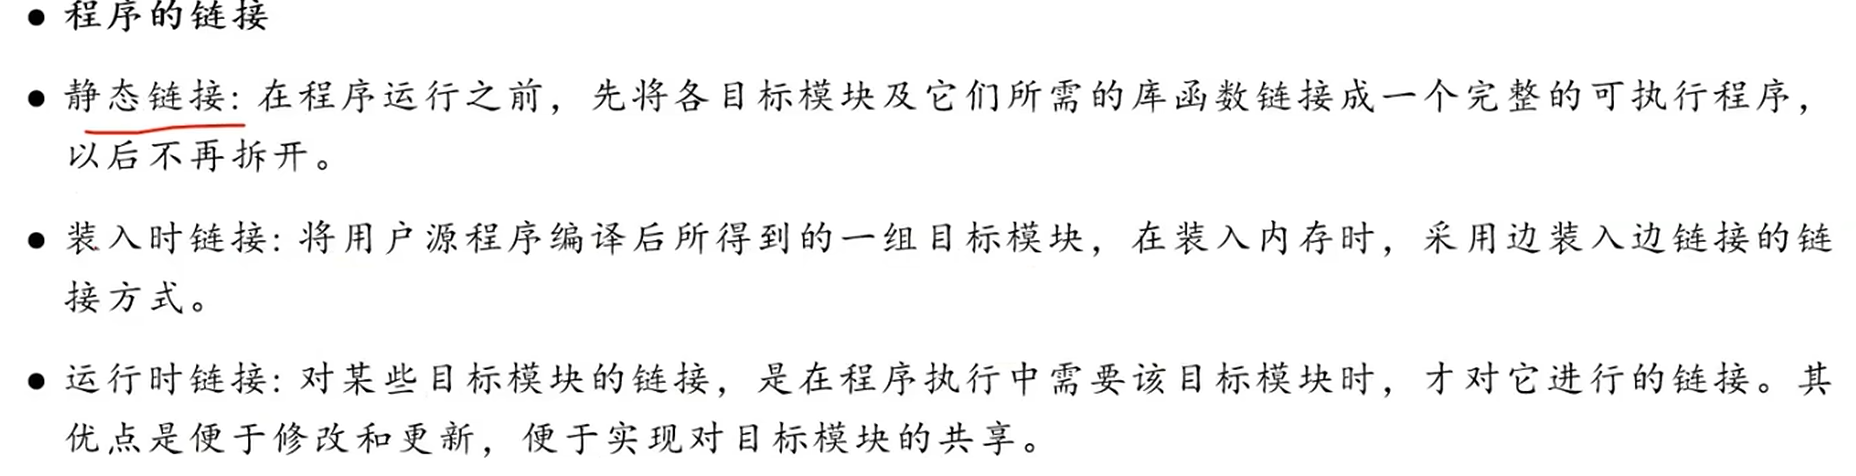 ● 程序的链接
● 静态链接: 在程序运行之前，先将各目标模块及它们所需的库函数链接成一个完整的可执行程序，
以后不再拆开。
● 装入时链接: 将用户源程序编译后所得到的一组目标模块，在装入内存时，采用边装入边链接的链
接方式。
● 运行时链接: 对某些目标模块的链接，是在程序执行中需要该目标模块时，才对它进行的链接。其
优点是便于修改和更新，便于实现对目标模块的共享。